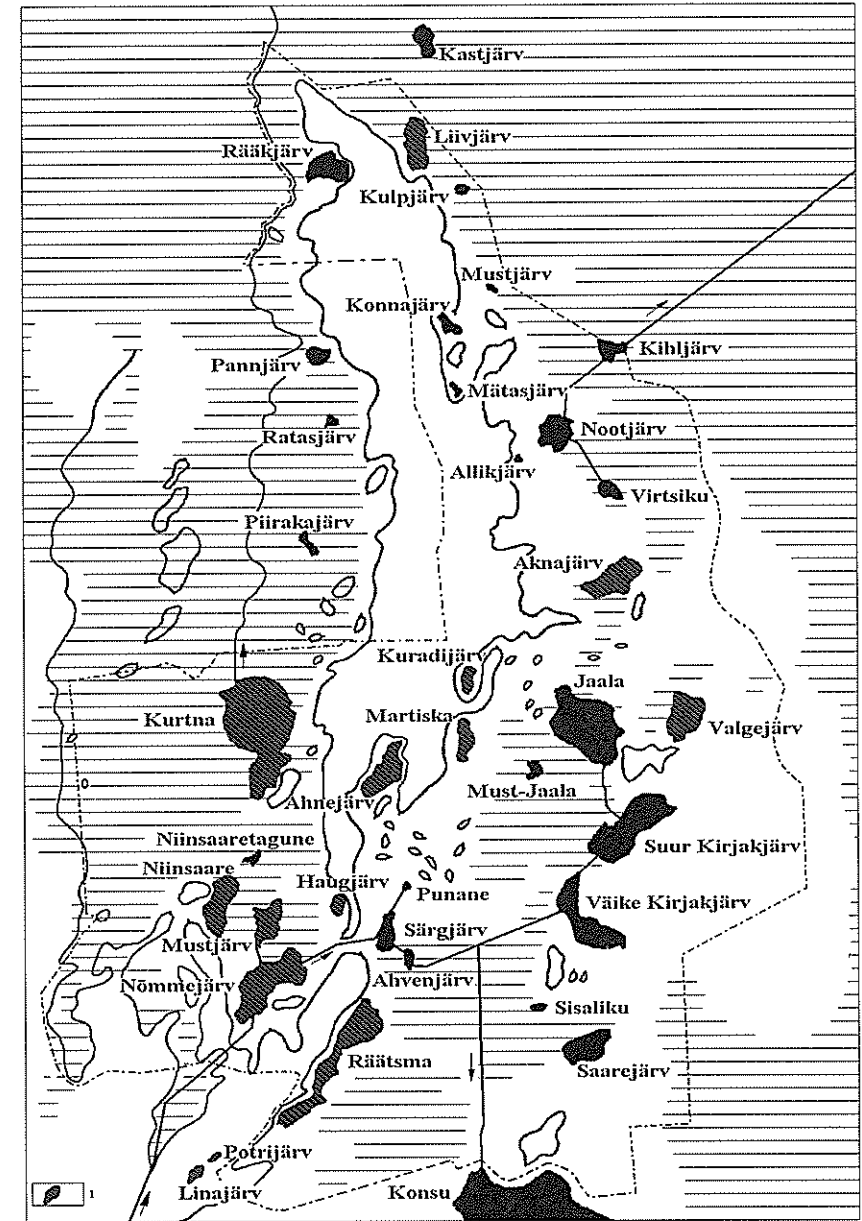 Kastjärv
Liivjärv
Rääkjärv
Kulpjärv
Mustjärv
Konnajärv
Kihljärv
Pannjärv
Mätasjärv
Nootjärv
Ratasjärv
Allikjärv
Virtsiku
Piirakajärv
Aknajärv
Kuradijärv
Jaala
Kurtna
Martiska
Valgejärv
Ahnejärv
Must-Jaala
Niinsaaretagune
Suur Kirjakjärv
Niinsaare
Haugjärv
Punane
Väike Kirjakjärv
Mustjärv
Särgjärv
Nõmmejärv
Ahvenjärv
Sisaliku
Räätsma
Saarejärv
Potrijärv
Linajärv
Konsu
1